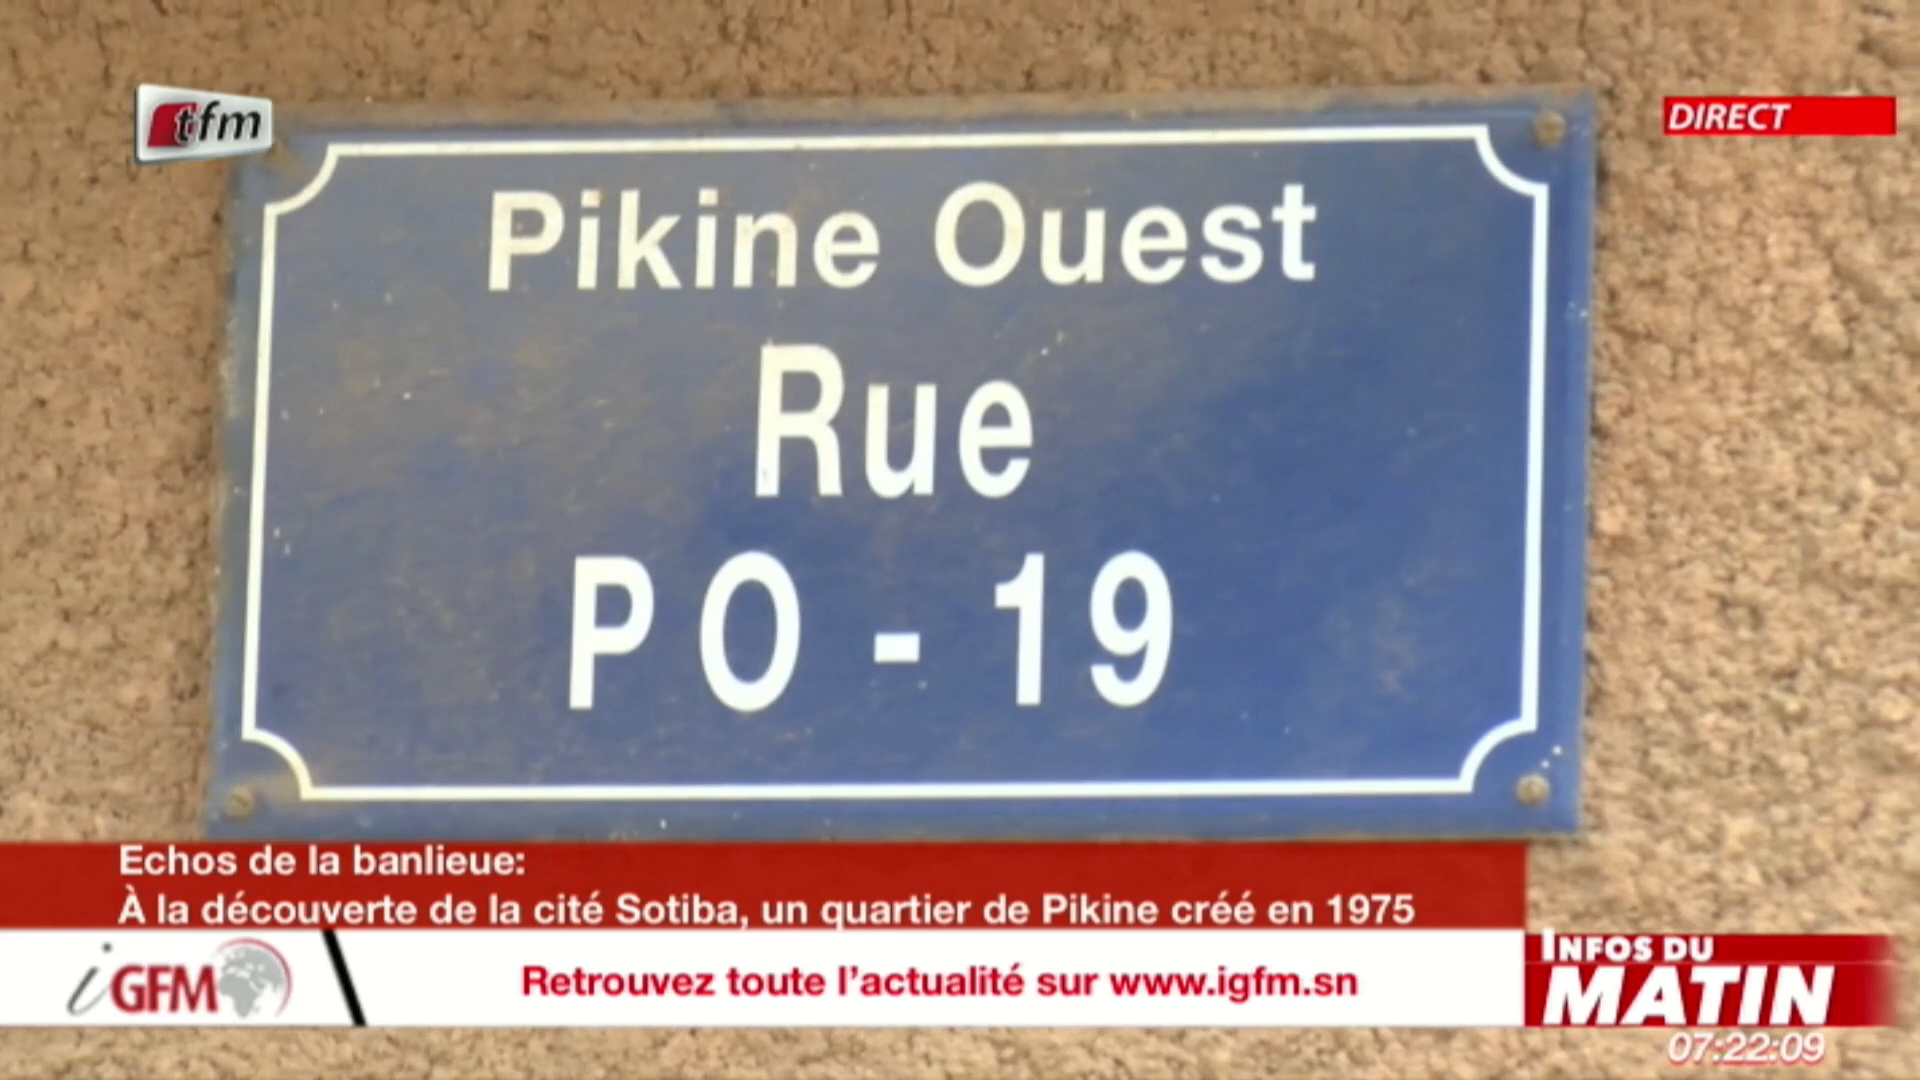 tfm
DIRECT
Pikine Ouest
Rue
PO - 19
Echos de la banlieue:
À la découverte de la cité Sotiba, un quartier de Pikine créé en 1975
iGFM
Retrouvez toute l'actualité sur www.igfm.sn
INFOS DU
MATIN
07:22:09